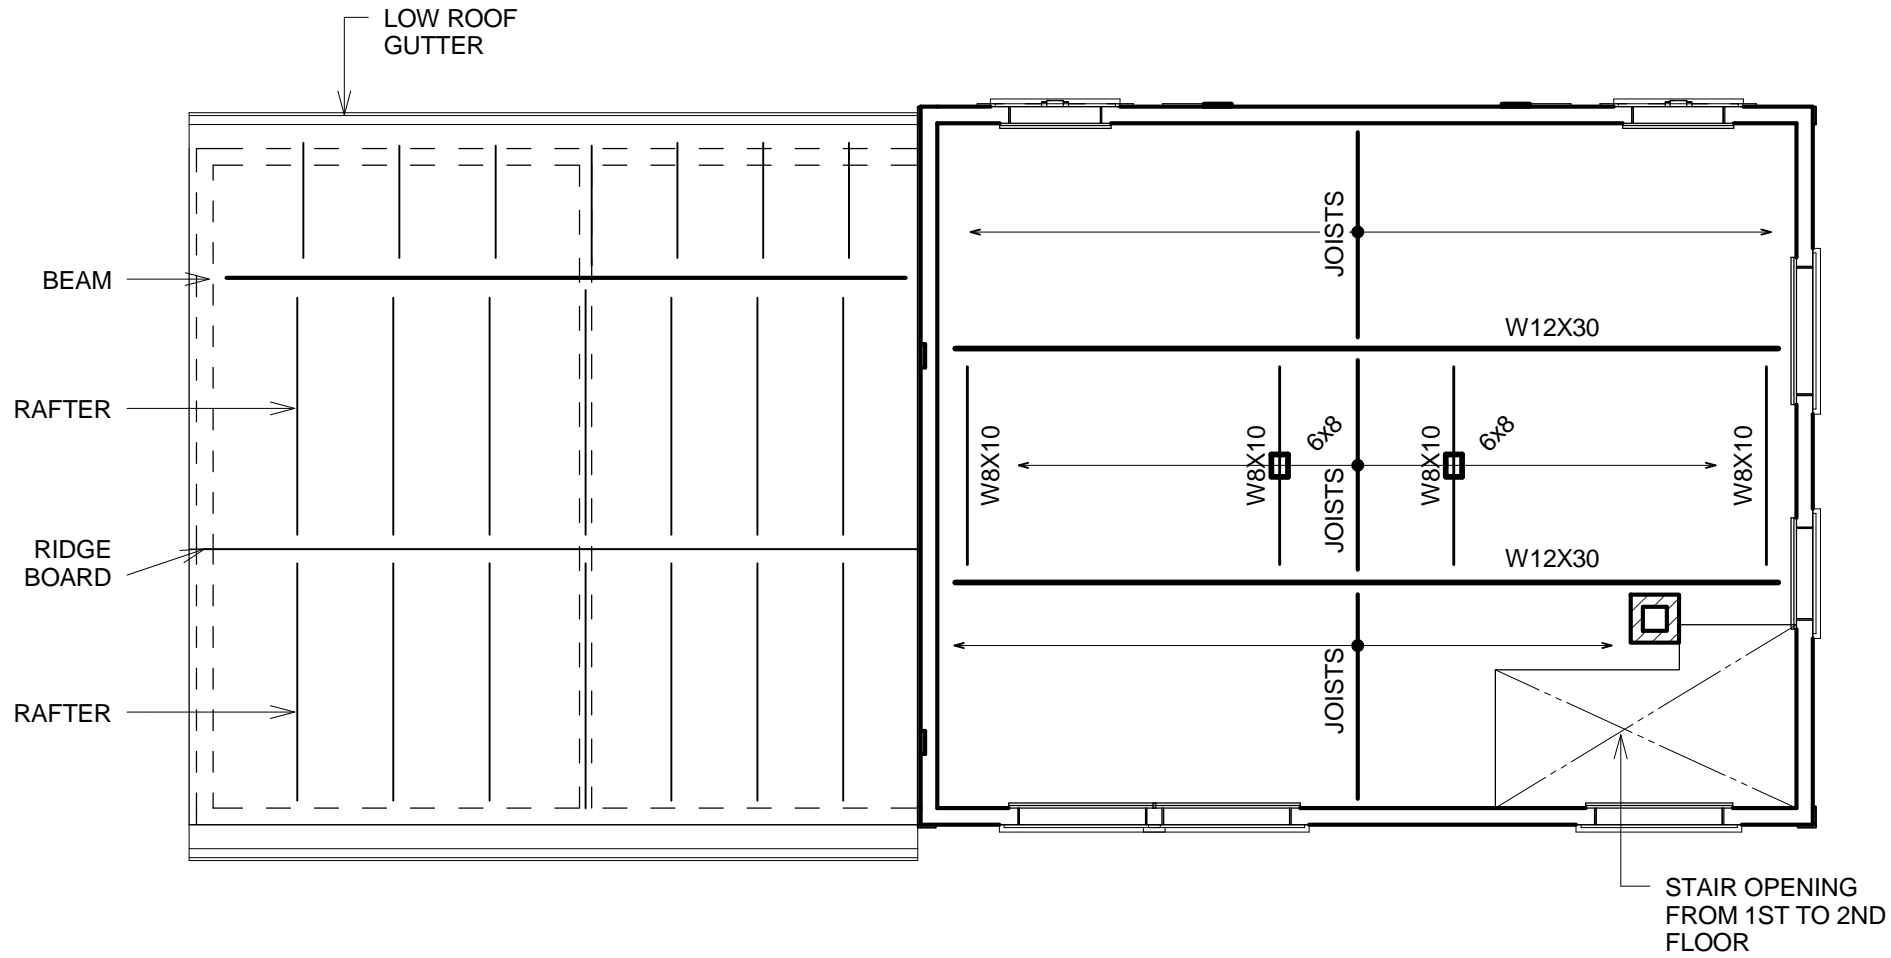 LOW ROOF
GUTTER
JOISTS
BEAM
W12X30
RAFTER
W8X10
W8X10
6x8
JOISTS
W8X10
6x8
W8X10
RIDGE
BOARD
W12X30
JOISTS
RAFTER
STAIR OPENING
FROM 1ST TO 2ND
FLOOR